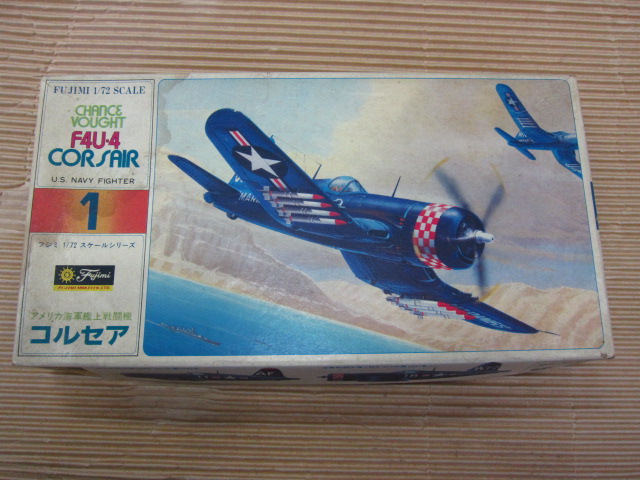 FUJIMI 1/72 SCALE
CHANCE
VOUGHT
F4U-4
CORSAIR
U.S. NAVY FIGHTER
1
フジミ 1/72 スケールシリーズ
Fujimi
アメリカ海軍艦上戦闘機
コルセア